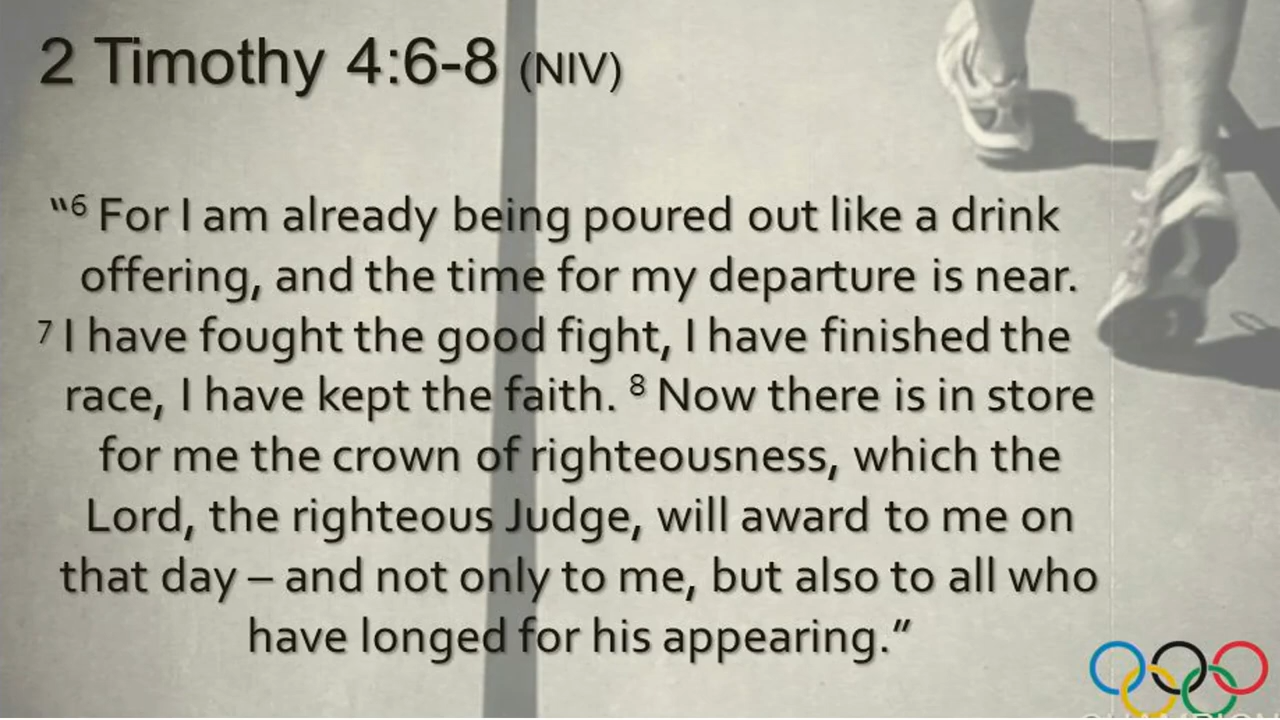 2 Timothy 4:6-8 (NIV)
“6 For I am already being poured out like a drink
offering, and the time for my departure is near.
7 I have fought the good fight, I have finished the
race, I have kept the faith. 8 Now there is in store
for me the crown of righteousness, which the
Lord, the righteous Judge, will award to me on
that day – and not only to me, but also to all who
have longed for his appearing.”